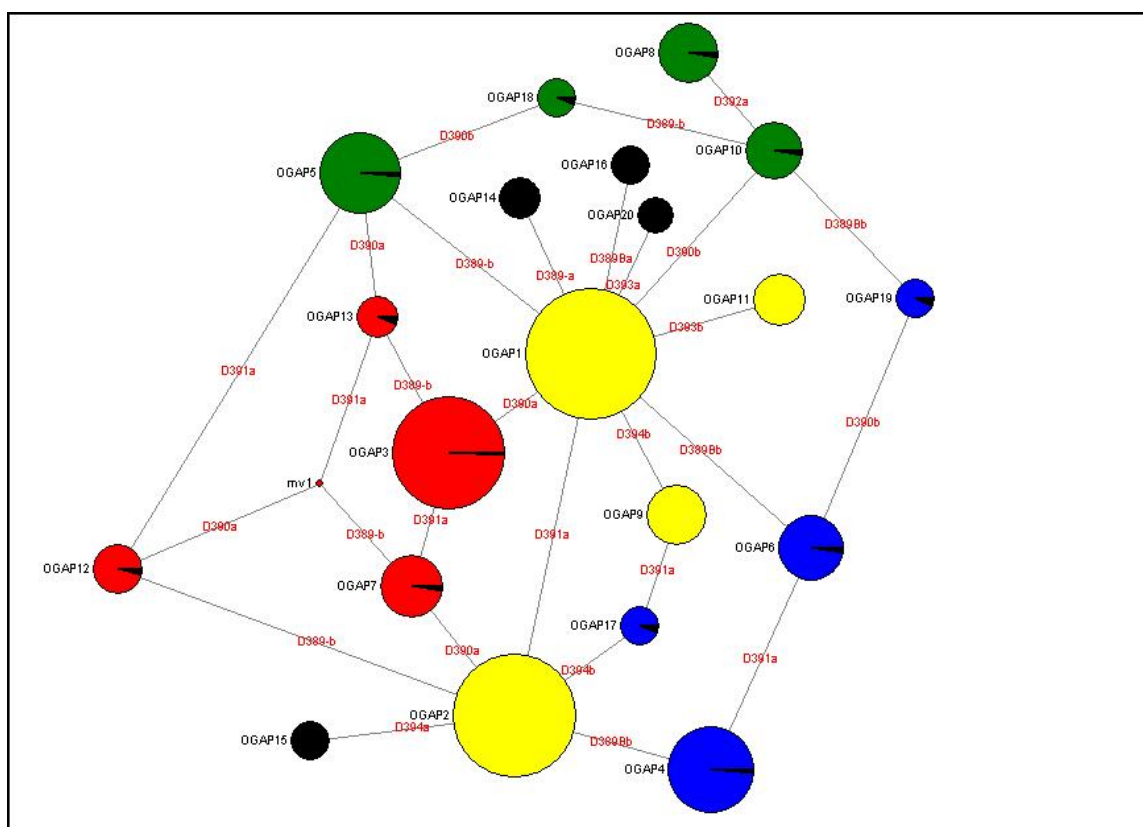 OGAP8
OGAP18
D392a
D389-b
D390b
OGAP10
OGAP16
OGAP5
OGAP14
OGAP20
D390a
D389-b
D389Ba
D390b
D389Bb
D389-a
D393a
OGAP11
OGAP19
OGAP13
D393b
OGAP1
D391a
D389-b
D391a
D390a
D390b
D394b
D389Bb
OGAP3
mv1
D391a
OGAP9
D390a
D389-b
D391a
OGAP6
OGAP12
D391a
OGAP7
OGAP17
D389-b
D390a
D394b
D391a
OGAP2
D394a
OGAP15
D389Bb
OGAP4